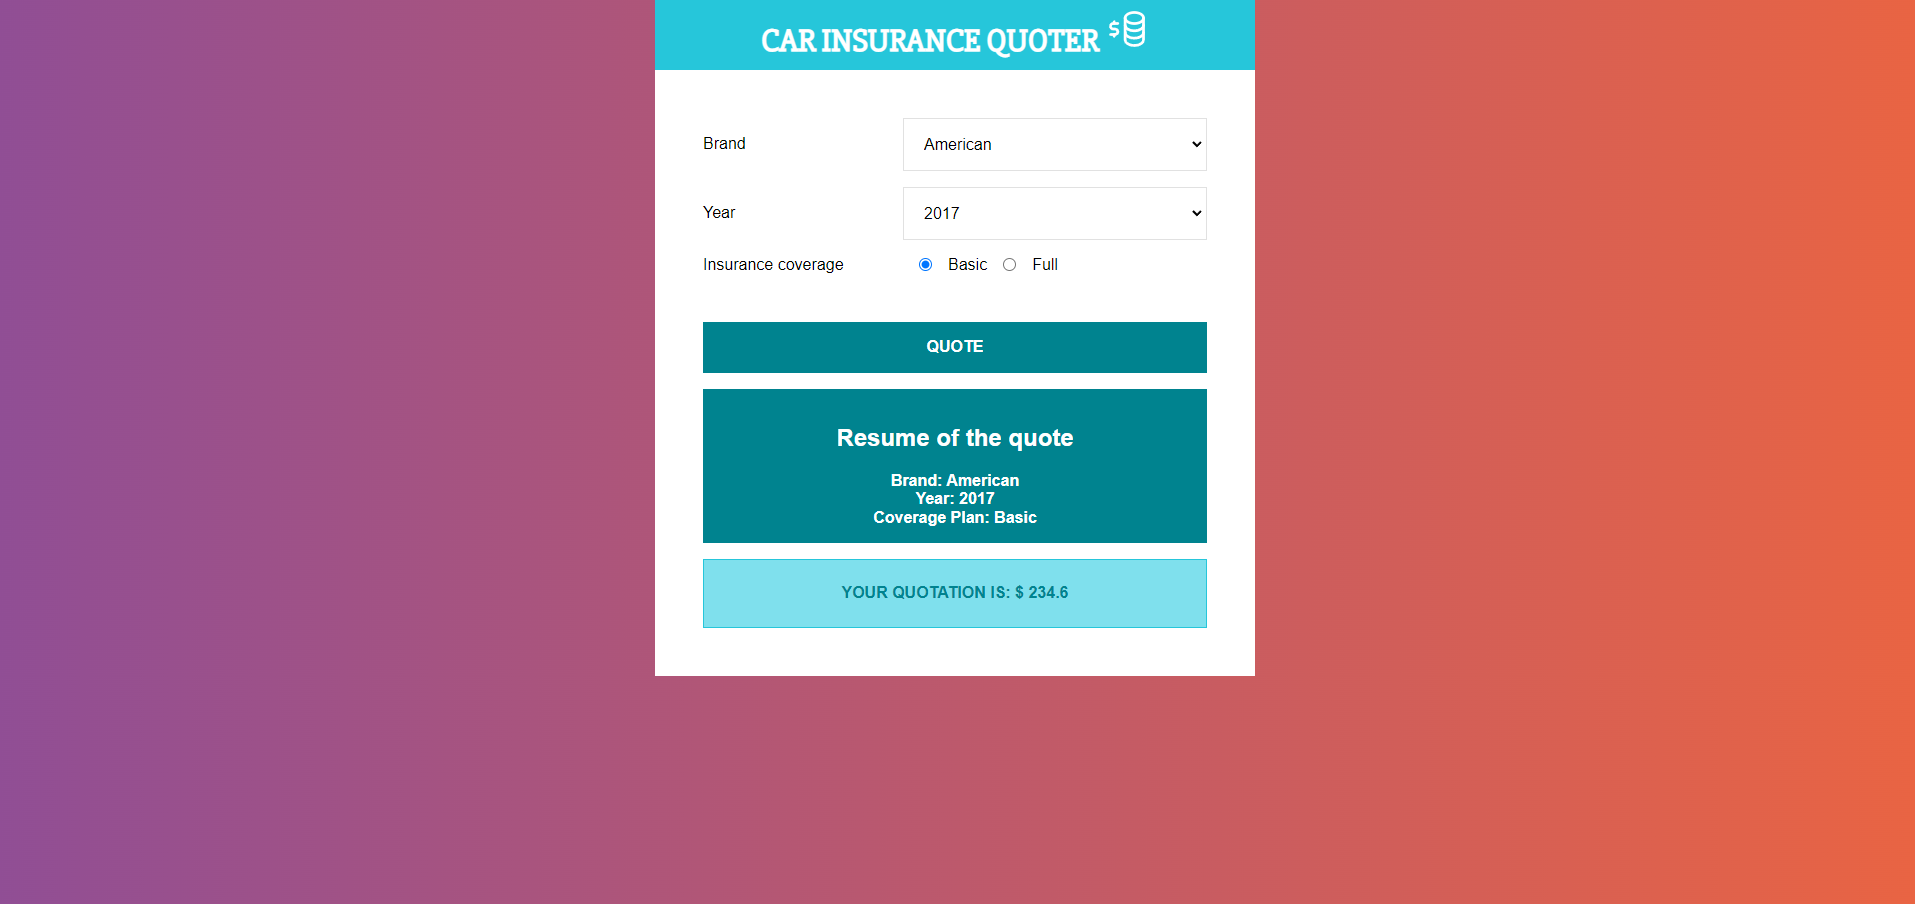 CAR INSURANCE QUOTER $
Brand
American
Year
2017
Insurance coverage
Basic
Full
QUOTE
Resume of the quote
Brand: American
Year: 2017
Coverage Plan: Basic
YOUR QUOTATION IS: $ 234.6